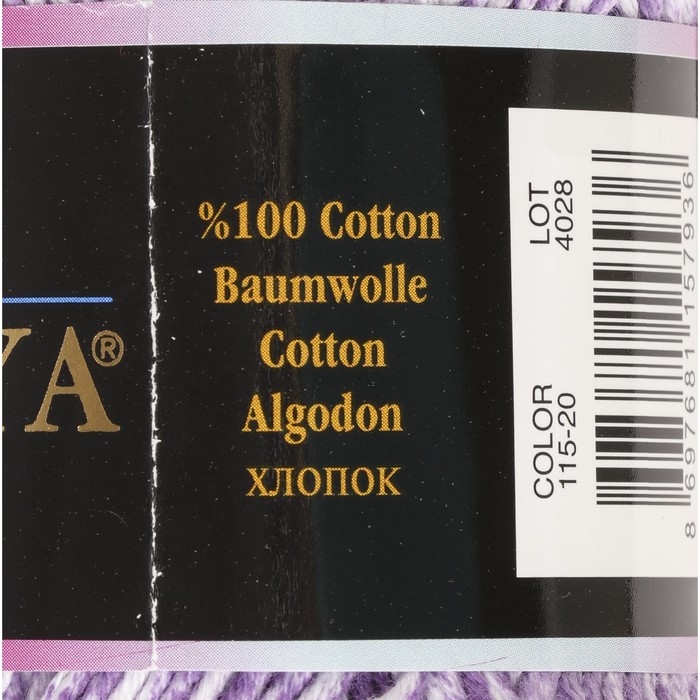 YA®
%100 Cotton
Baumwolle
Cotton
Algodon
хлопок
LOT
4028
COLOR
115-20
8 697681 157936